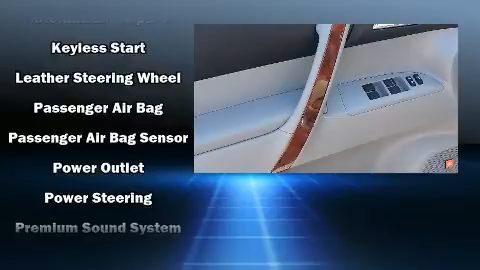 Keyless Start
Leather Steering Wheel
Passenger Air Bag
Passenger Air Bag Sensor
Power Outlet
Power Steering
Premium Sound System